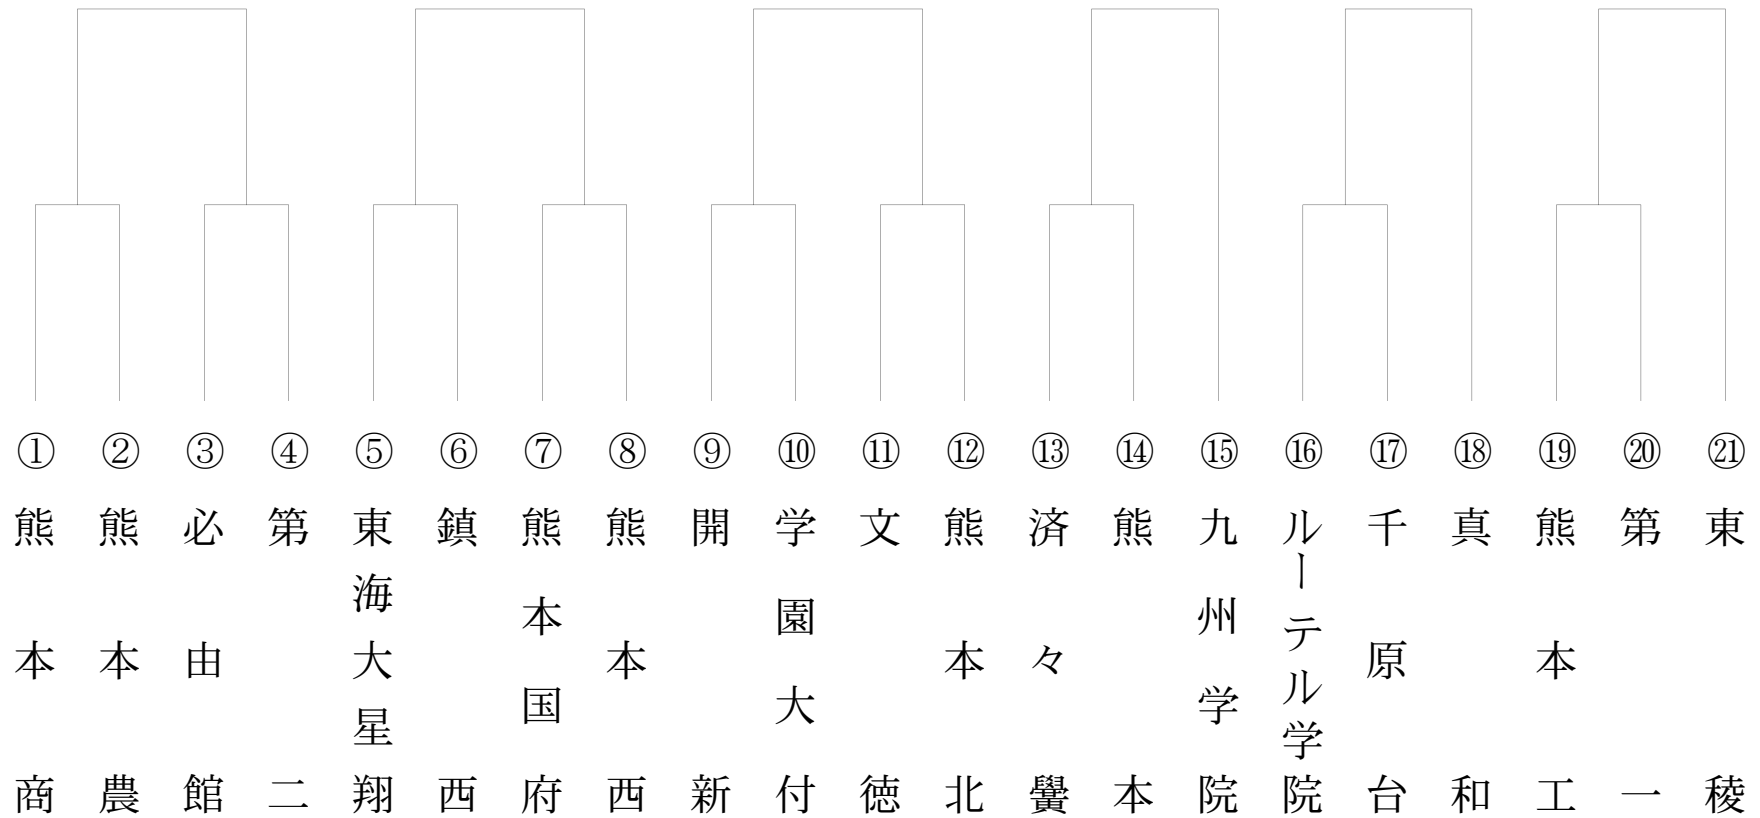 ①熊本商
②熊本農
③必由館
④第二
⑤東海大星翔
⑥鎮西
⑦熊本国府
⑧熊本西
⑨開新
⑩学園大付
⑪文徳
⑫熊本北
⑬済々黌
⑭熊本
⑮九州学院
⑯ルーテル学院
⑰千原台
⑱真和
⑲熊本工
⑳第一
㉑東稜